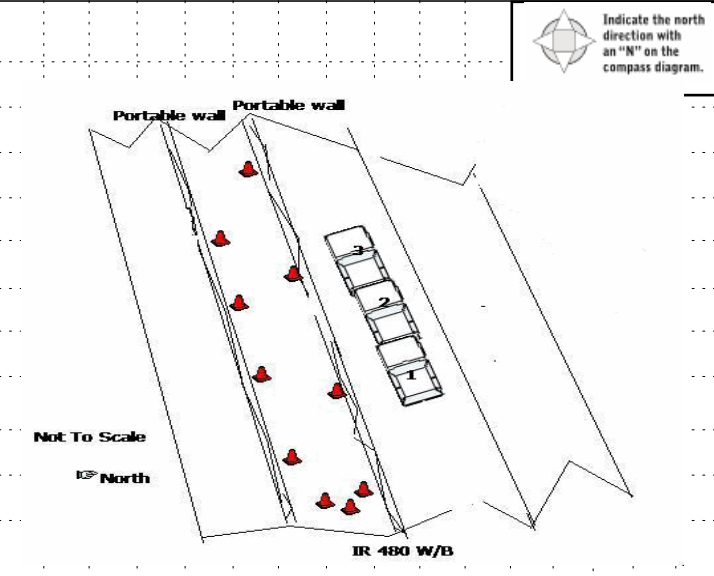 Indicate the north
direction with
an "N" on the
compass diagram.
Portable wall
Portable wall
3
2
1
Not To Scale
North
IR 480 W/B